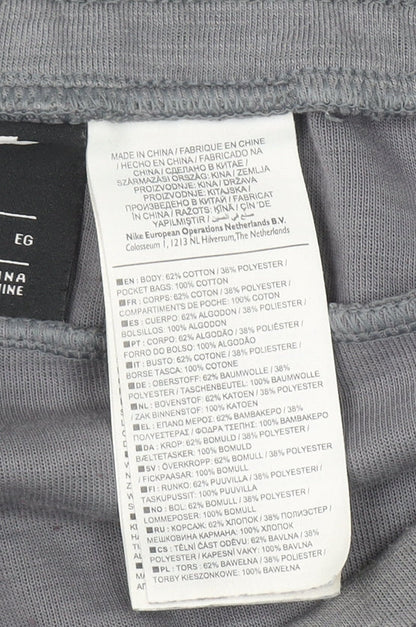 MADE IN CHINA / FABRIQUE EN CHINE
/ HECHO EN CHINA / FABRICADO NA
CHINA / СДЕЛАНО В КИТАЕ /
SZÁRMAZÁSI ORSZÁG: KÍNA / ZEMLJA
PROIZVODNJE: KINA / DRŽAVA
PROIZVODNJE: KITAJSKA /
ПРОИЗВЕДЕНО В КИТАЙ / FABRICAT
ÎN CHINA / RAŽOTS: ĶĪNĀ / ÇİN'DE
YAPILMIŞTIR / صنع في الصين
Nike European Operations Netherlands B.V.
Colosseum 1, 1213 NL Hilversum, The Netherlands
EG
INA
HINE
EN: BODY: 62% COTTON / 38% POLYESTER /
POCKET BAGS: 100% COTTON
FR: CORPS: 62% COTON / 38% POLYESTER /
COMPARTIMENTS DE POCHE: 100% COTON
ES: CUERPO: 62% ALGODÓN / 38% POLIÉSTER /
BOLSILLOS: 100% ALGODÓN
PT: CORPO: 62% ALGODÃO / 38% POLIÉSTER /
FORRO DO BOLSO: 100% ALGODÃO
IT: BUSTO: 62% COTONE / 38% POLIESTERE /
BORSE TASCA: 100% COTONE
DE: OBERSTOFF: 62% BAUMWOLLE / 38%
POLYESTER / TASCHENBEUTEL: 100% BAUMWOLLE
NL: BOVENSTOF: 62% KATOEN / 38% POLYESTER
/ ZAK BINNENSTOF: 100% KATOEN
EL: ΕΠΑΝΩ ΜΕΡΟΣ: 62% ΒΑΜΒΑΚΕΡΟ / 38%
ΠΟΛΥΕΣΤΕΡΑΣ / ΦΟΔΡΑ ΤΣΕΠΗΣ: 100% ΒΑΜΒΑΚΕΡΟ
DA: KROP: 62% BOMULD / 38% POLYESTER /
BÆLTETASKER: 100% BOMULD
SV: ÖVERKROPP: 62% BOMULL / 38% POLYESTER /
FICKPÅSAR: 100% BOMULL
FI: RUNKO: 62% PUUVILLA / 38% POLYESTERI /
TASKUPUSSIT: 100% PUUVILLA
NO: BOL: 62% BOMULL / 38% POLYESTER /
LOMMEPOSER: 100% BOMULL
RU: КОРСАЖ: 62% ХЛОПОК / 38% ПОЛИЭСТЕР /
МЕШКОВИНА КАРМАНА: 100% ХЛОПОК
CS: TĚLNÍ ČÁST ODĚVU: 62% BAVLNA / 38%
POLYESTER / KAPESNÍ VAKY: 100% BAVLNA
PL: TORS: 62% BAWEŁNA / 38% POLIESTER /
TORBY KIESZONKOWE: 100% BAWEŁNA